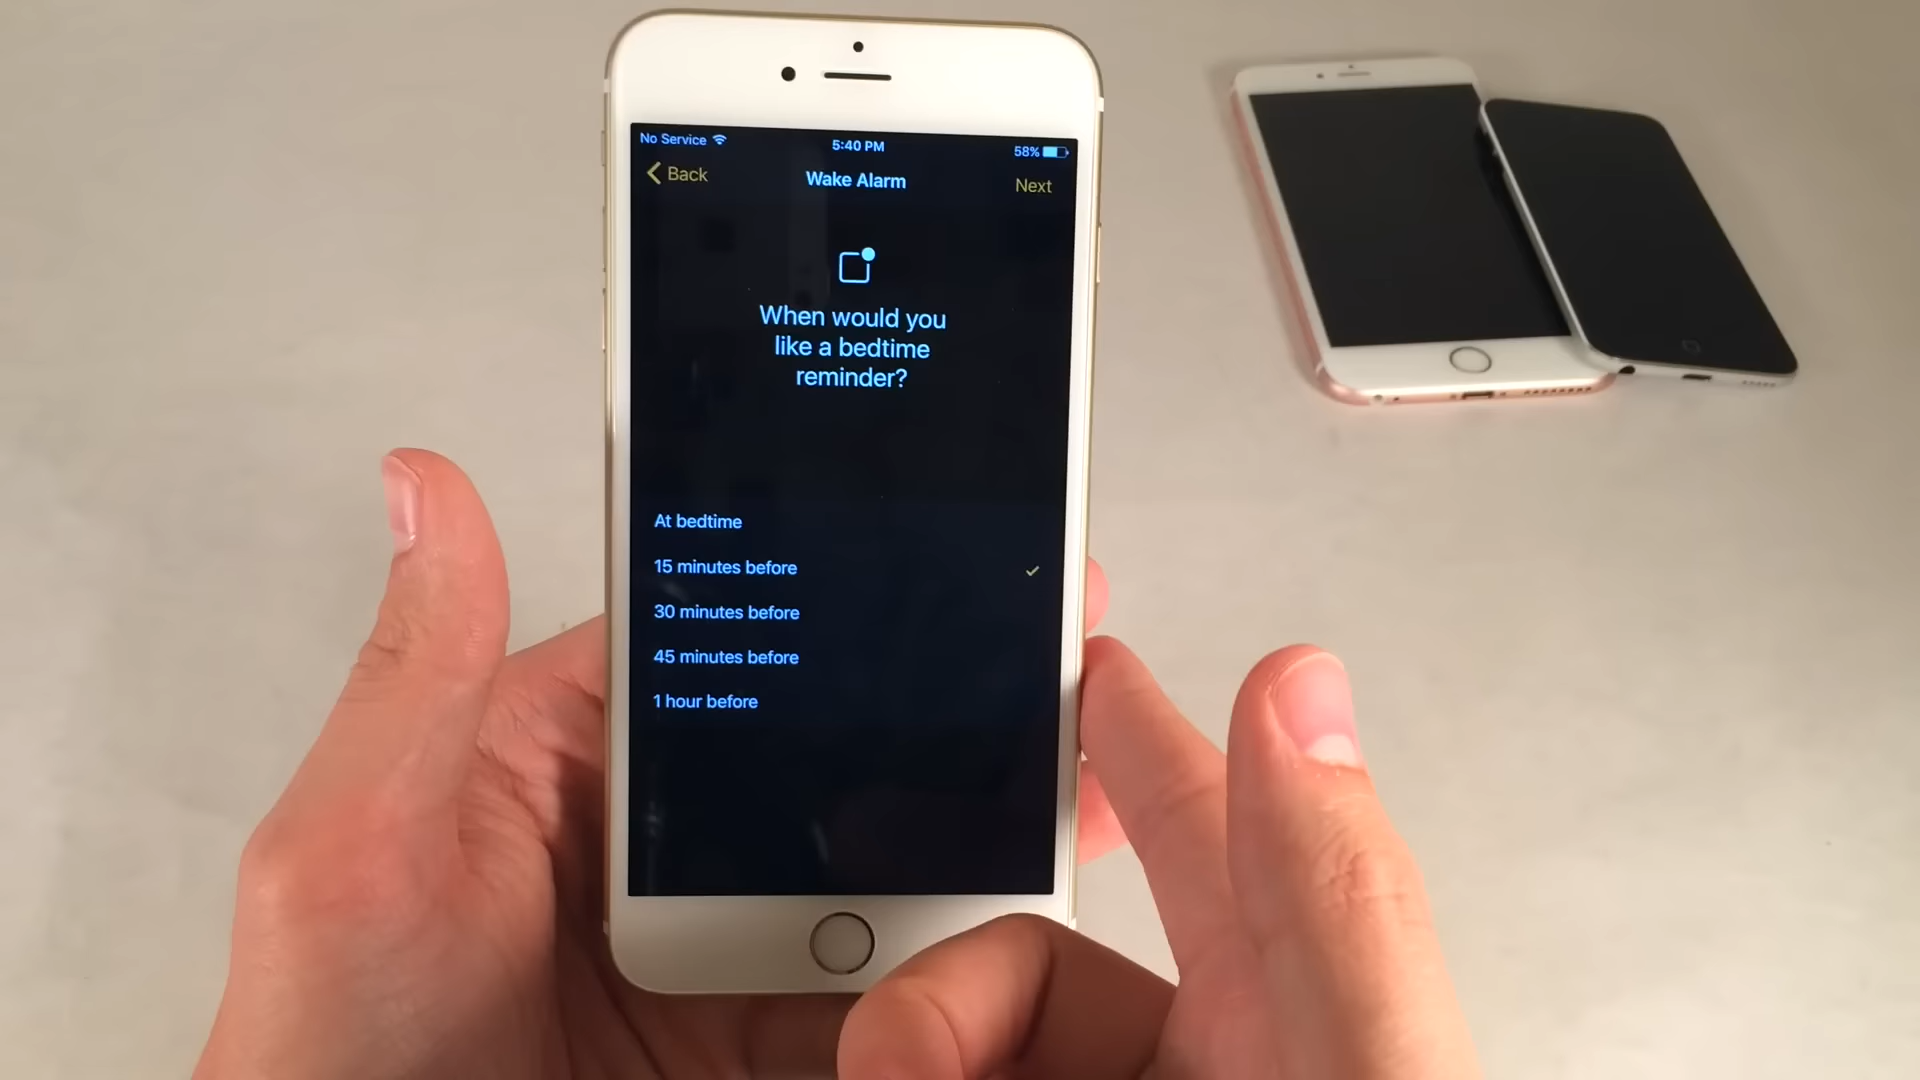 No Service
5:40 PM
58%
Back
Wake Alarm
Next
When would you
like a bedtime
reminder?
At bedtime
15 minutes before
30 minutes before
45 minutes before
1 hour before